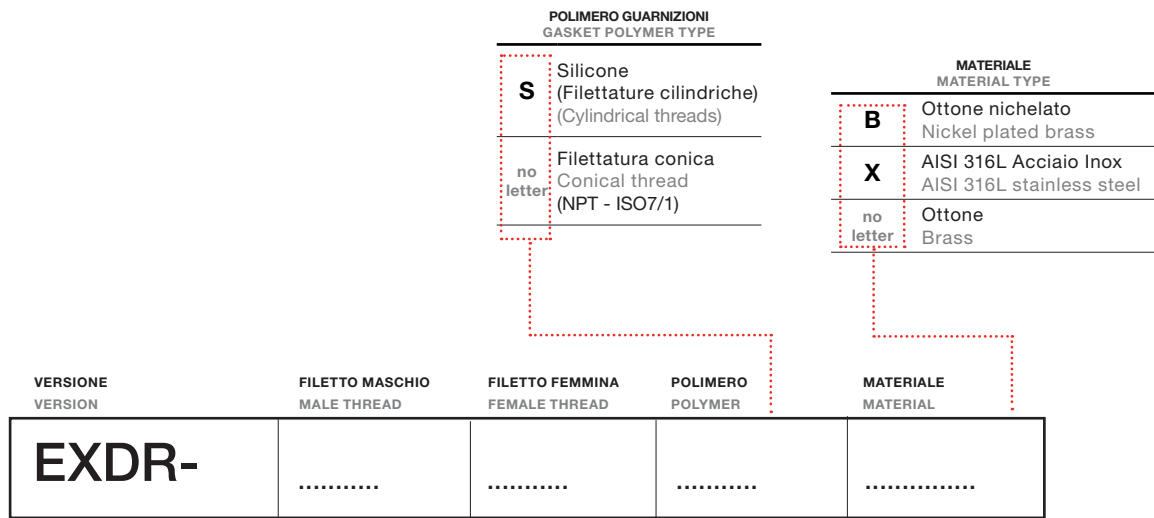 POLIMERO GUARNIZIONI
GASKET POLYMER TYPE
S
Silicone
(Filettature cilindriche)
(Cylindrical threads)
no
letter
Filettatura conica
Conical thread
(NPT - ISO7/1)
MATERIALE
MATERIAL TYPE
B
Ottone nichelato
Nickel plated brass
X
AISI 316L Acciaio Inox
AISI 316L stainless steel
no
letter
Ottone
Brass
VERSIONE
VERSION
FILETTO MASCHIO
MALE THREAD
FILETTO FEMMINA
FEMALE THREAD
POLIMERO
POLYMER
MATERIALE
MATERIAL
EXDR- ........... ........... ........... ...............